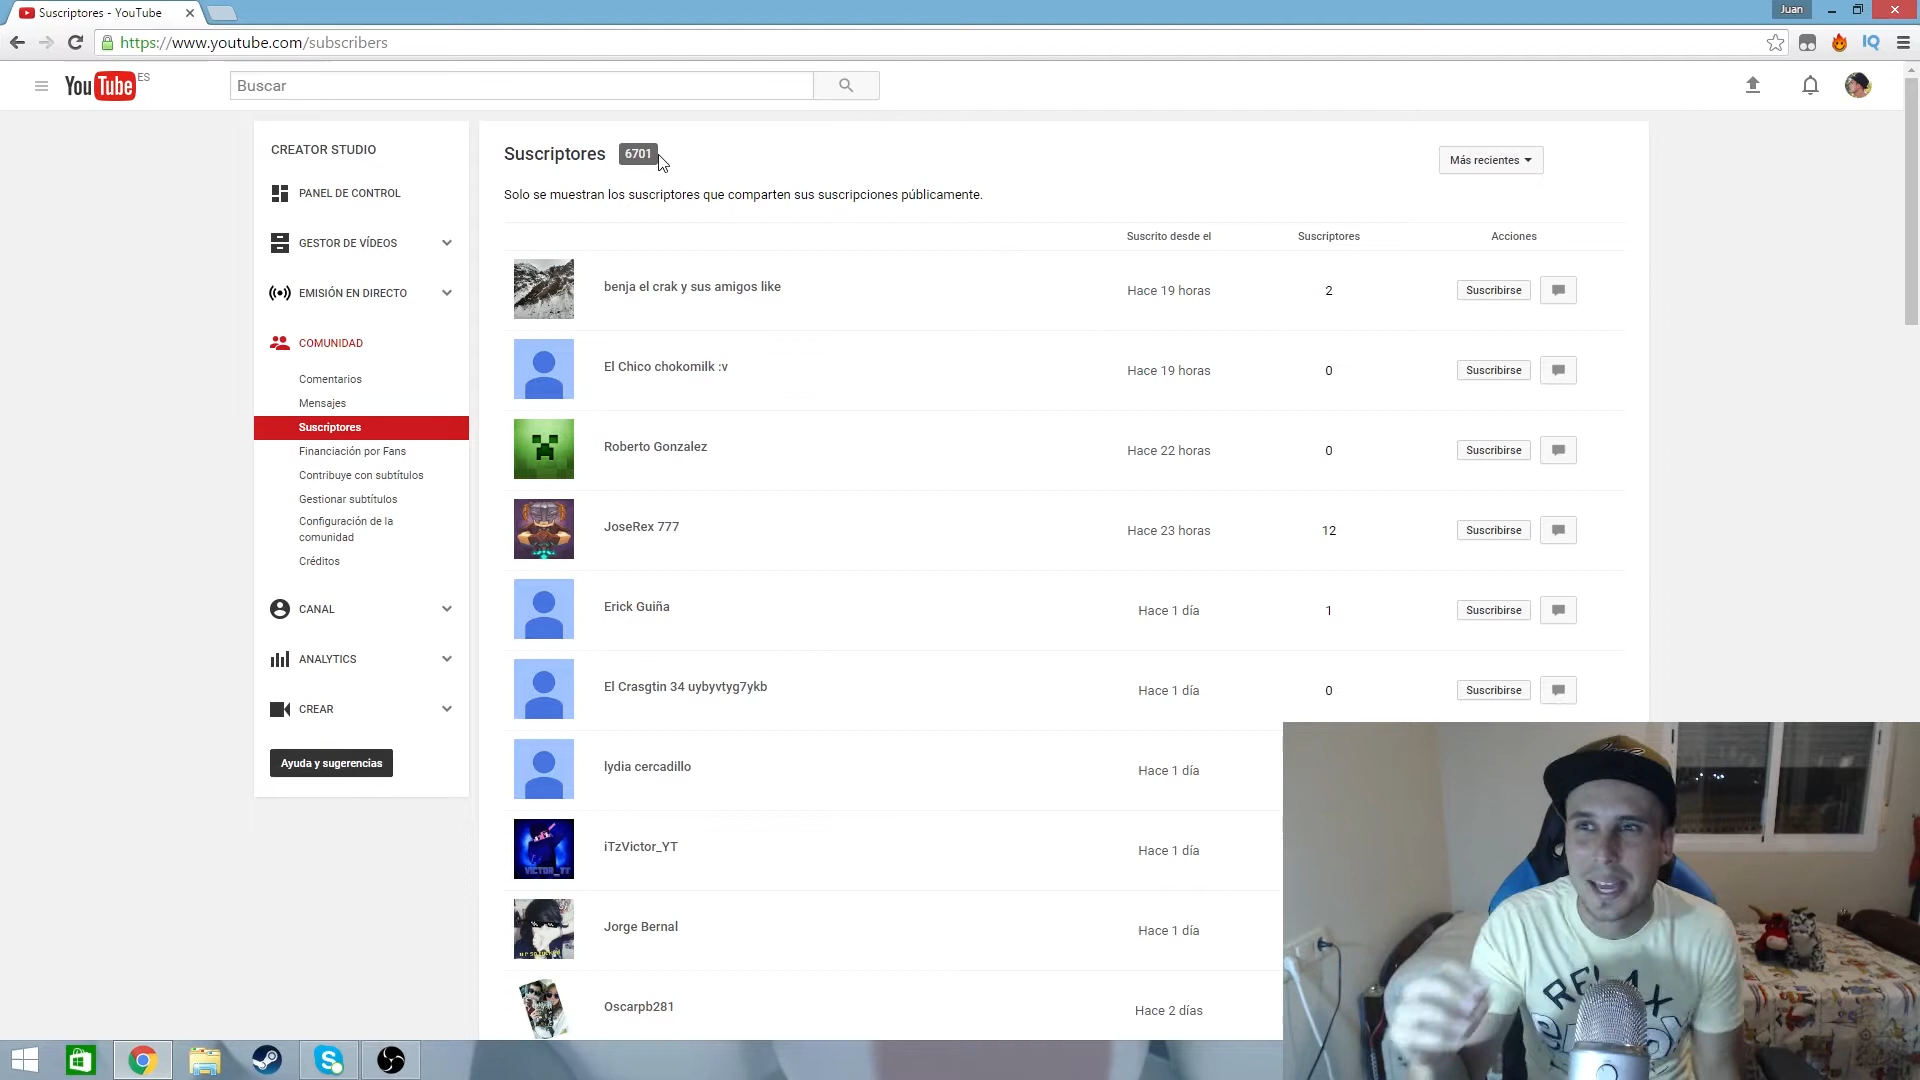 Suscriptores - YouTube
Juan
https://www.youtube.com/subscribers
IQ
YouTube ES
Buscar
CREATOR STUDIO
PANEL DE CONTROL
GESTOR DE VÍDEOS
EMISIÓN EN DIRECTO
COMUNIDAD
Comentarios
Mensajes
Suscriptores
Financiación por Fans
Contribuye con subtítulos
Gestionar subtítulos
Configuración de la
comunidad
Créditos
CANAL
ANALYTICS
CREAR
Ayuda y sugerencias
Suscriptores 6701
Más recientes
Solo se muestran los suscriptores que comparten sus suscripciones públicamente.
Suscrito desde el Suscriptores Acciones
benja el crak y sus amigos like Hace 19 horas 2 Suscribirse
El Chico chokomilk :v Hace 19 horas 0 Suscribirse
Roberto Gonzalez Hace 22 horas 0 Suscribirse
JoseRex 777 Hace 23 horas 12 Suscribirse
Erick Guiña Hace 1 día 1 Suscribirse
El Crasgtin 34 uybyvtyg7ykb Hace 1 día 0 Suscribirse
lydia cercadillo Hace 1 día
iTzVictor_YT Hace 1 día
VICTOR_YT
Jorge Bernal Hace 1 día
Oscarpb281 Hace 2 días
RELAX